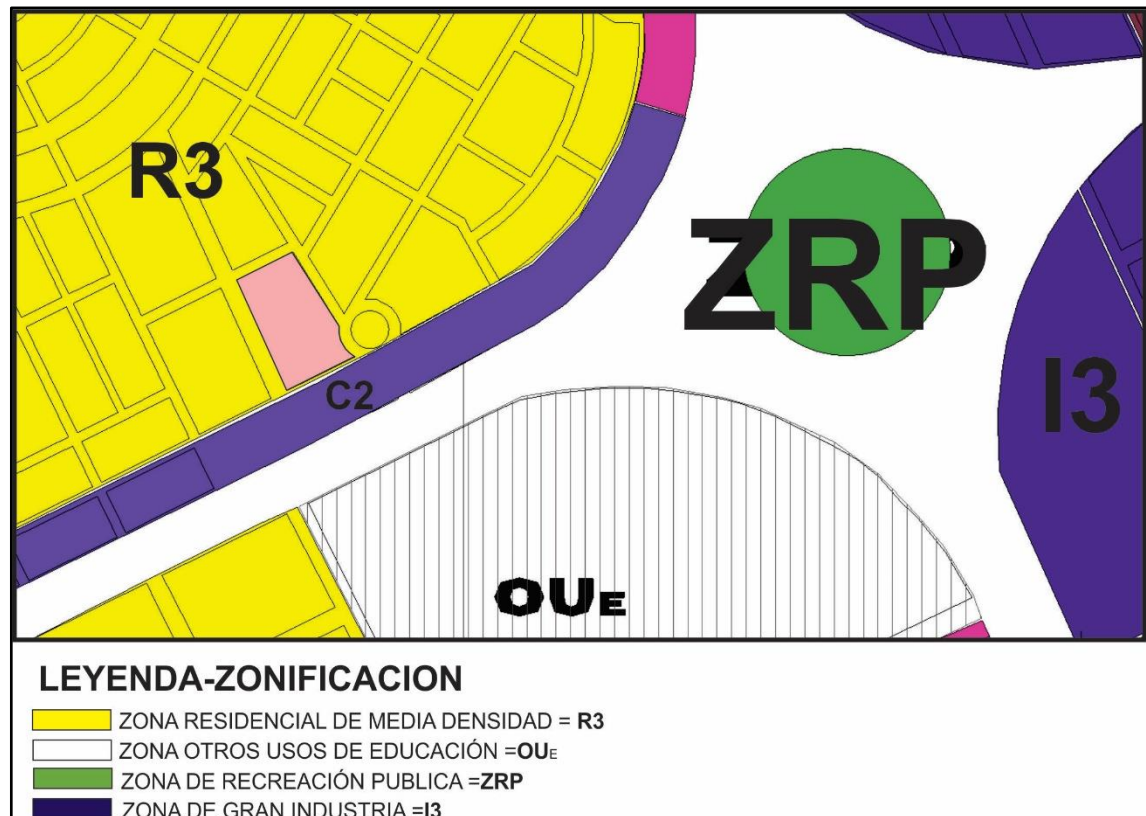 R3
ZRP
I3
C2
OUE
LEYENDA-ZONIFICACION
ZONA RESIDENCIAL DE MEDIA DENSIDAD = R3
ZONA OTROS USOS DE EDUCACIÓN =OUE
ZONA DE RECREACIÓN PUBLICA =ZRP
ZONA DE GRAN INDUSTRIA =I3